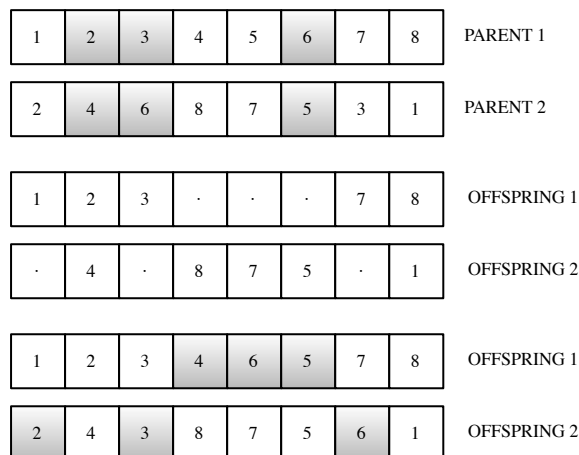 1 2 3 4 5 6 7 8 PARENT 1
2 4 6 8 7 5 3 1 PARENT 2
1 2 3 · · · 7 8 OFFSPRING 1
· 4 · 8 7 5 · 1 OFFSPRING 2
1 2 3 4 6 5 7 8 OFFSPRING 1
2 4 3 8 7 5 6 1 OFFSPRING 2